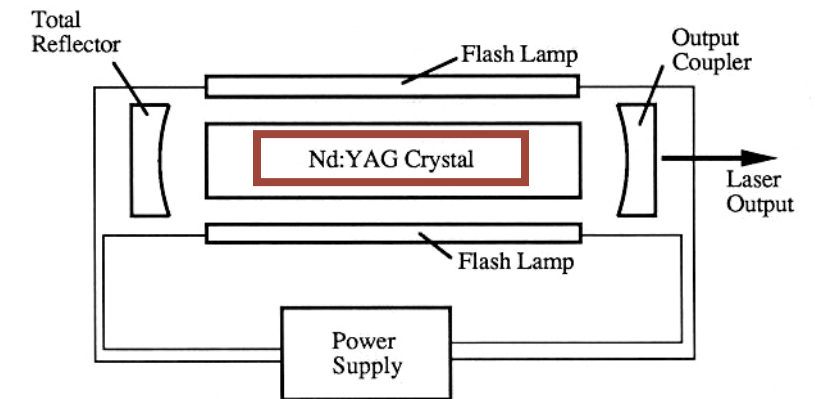 Total
Reflector
Flash Lamp
Output
Coupler
Nd:YAG Crystal
Laser
Output
Flash Lamp
Power
Supply